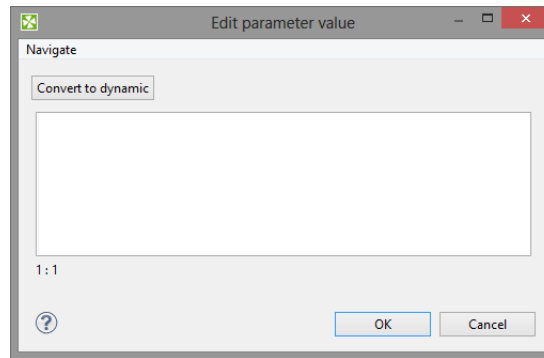 Edit parameter value
Navigate
Convert to dynamic
1:1
?
OK Cancel